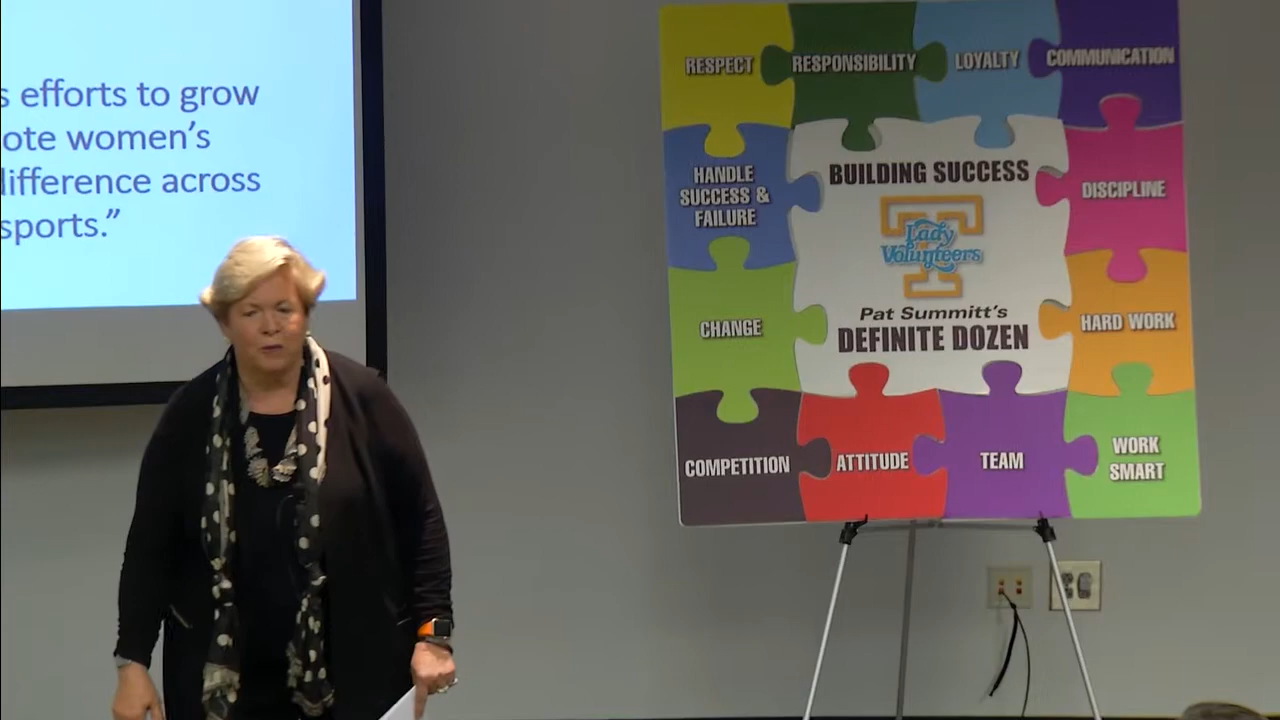 s efforts to grow
ote women's
difference across
sports."
RESPECT
RESPONSIBILITY
LOYALTY
COMMUNICATION
HANDLE
SUCCESS &
FAILURE
BUILDING SUCCESS
DISCIPLINE
T
Lady
Volunteers
CHANGE
Pat Summitt's
DEFINITE DOZEN
HARD WORK
COMPETITION
ATTITUDE
TEAM
WORK
SMART